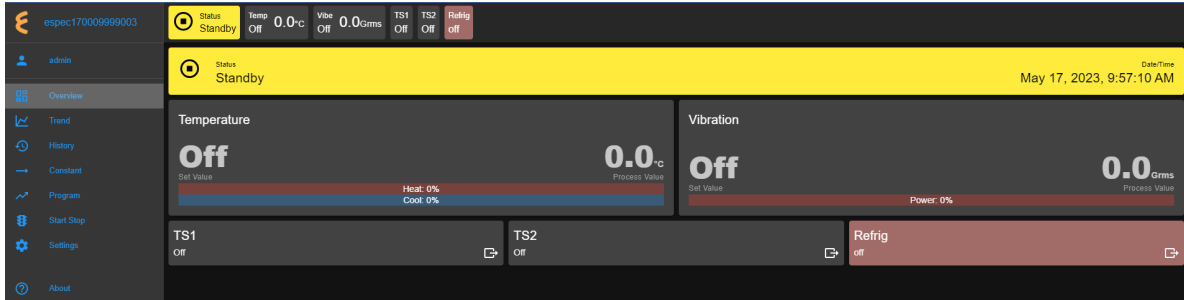 espec170009999003
Status
Standby
Temp
Off
0.0°C
Vibe
Off
0.0Grms
TS1
Off
TS2
Off
Refrig
off
admin
Overview
Trend
History
Constant
Program
Start Stop
Settings
About
Status
Standby
Date/Time
May 17, 2023, 9:57:10 AM
Temperature
Off
Set Value
0.0°C
Process Value
Heat: 0%
Cool: 0%
Vibration
Off
Set Value
0.0Grms
Process Value
Power: 0%
TS1
Off
TS2
Off
Refrig
off